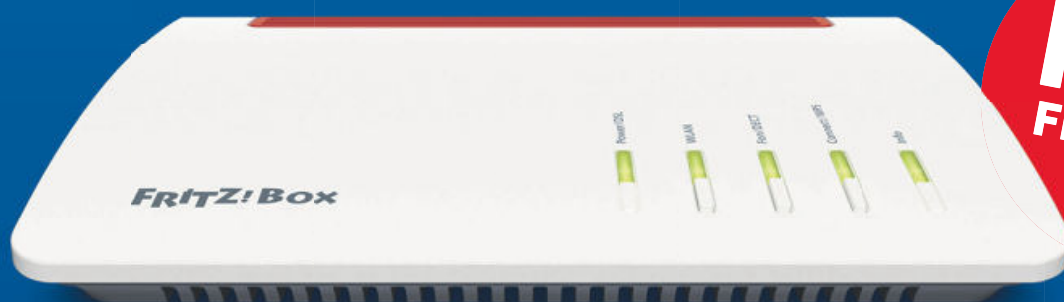 FRITZ!Box
Power/DSL
WLAN
Fon/DECT
Connect/WPS
Info